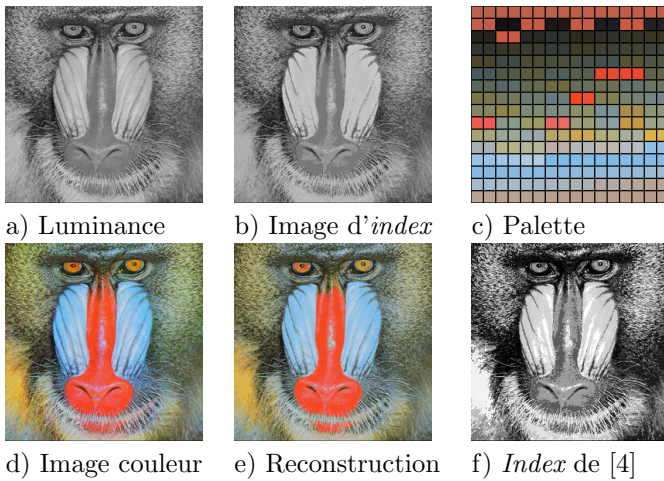 a) Luminance b) Image d'index c) Palette
d) Image couleur e) Reconstruction f) Index de [4]